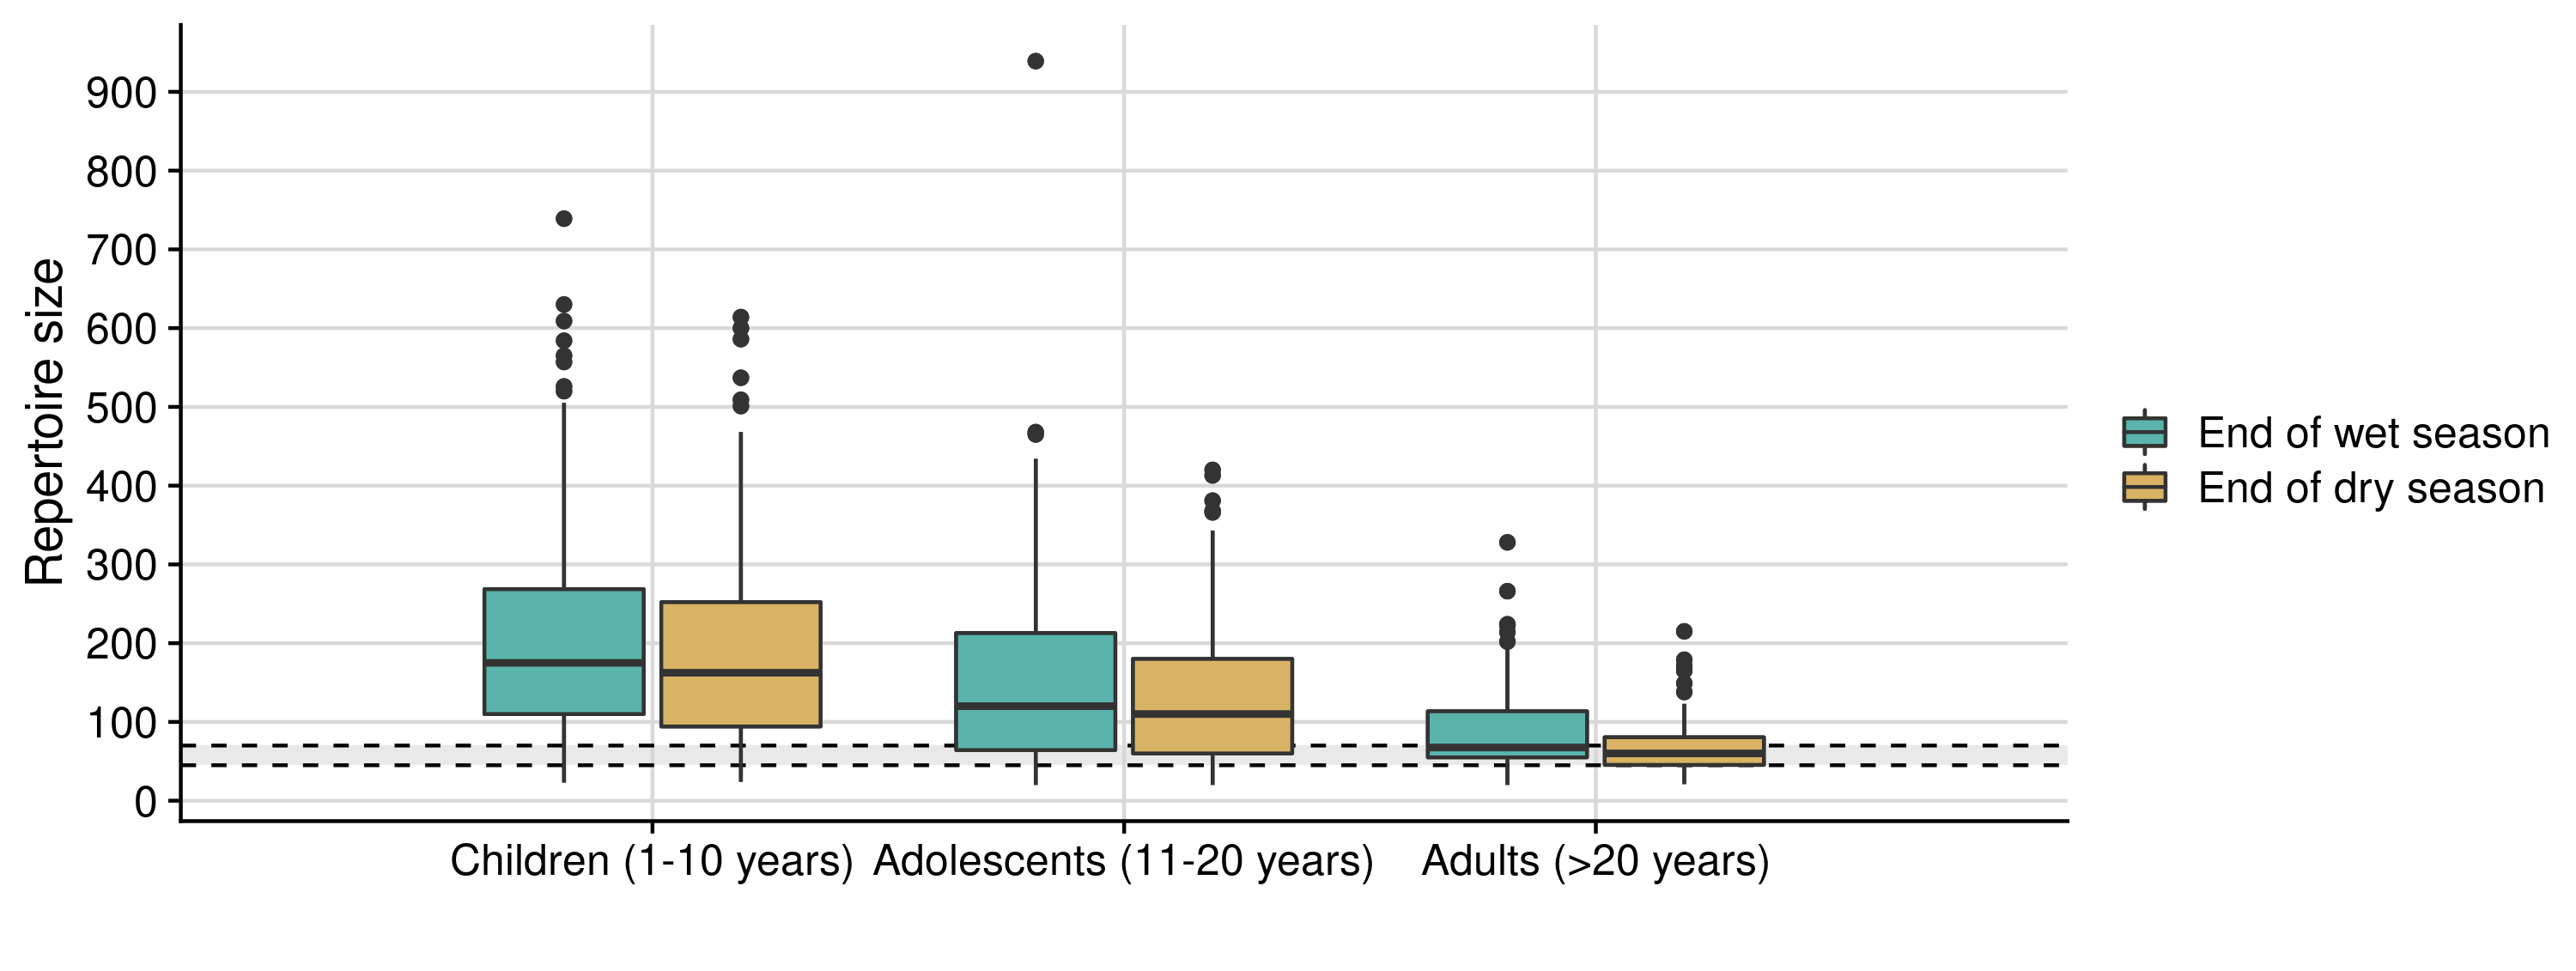 Repertoire size
900
800
700
600
500
400
300
200
100
0
Children (1-10 years)
Adolescents (11-20 years)
Adults (>20 years)
End of wet season
End of dry season